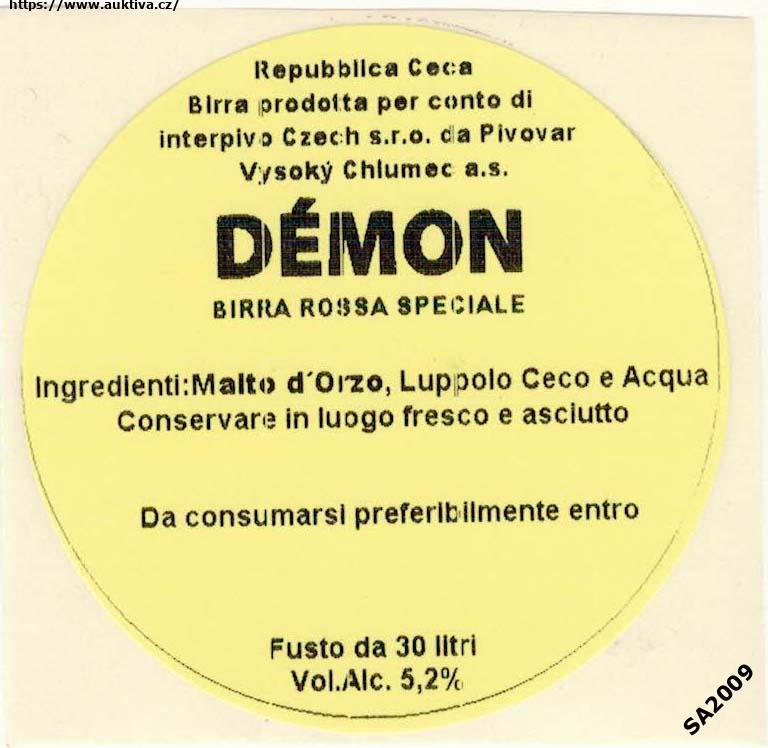 https://www.auktiva.cz/
Repubblica Ceca
Birra prodotta per conto di
interpivo Czech s.r.o. da Pivovar
Vysoký Chlumec a.s.
DÉMON
BIRRA ROSSA SPECIALE
Ingredienti:Malto d´Orzo, Luppolo Ceco e Acqua
Conservare in luogo fresco e asciutto
Da consumarsi preferibilmente entro
Fusto da 30 litri
Vol.Alc. 5,2%
SA2009